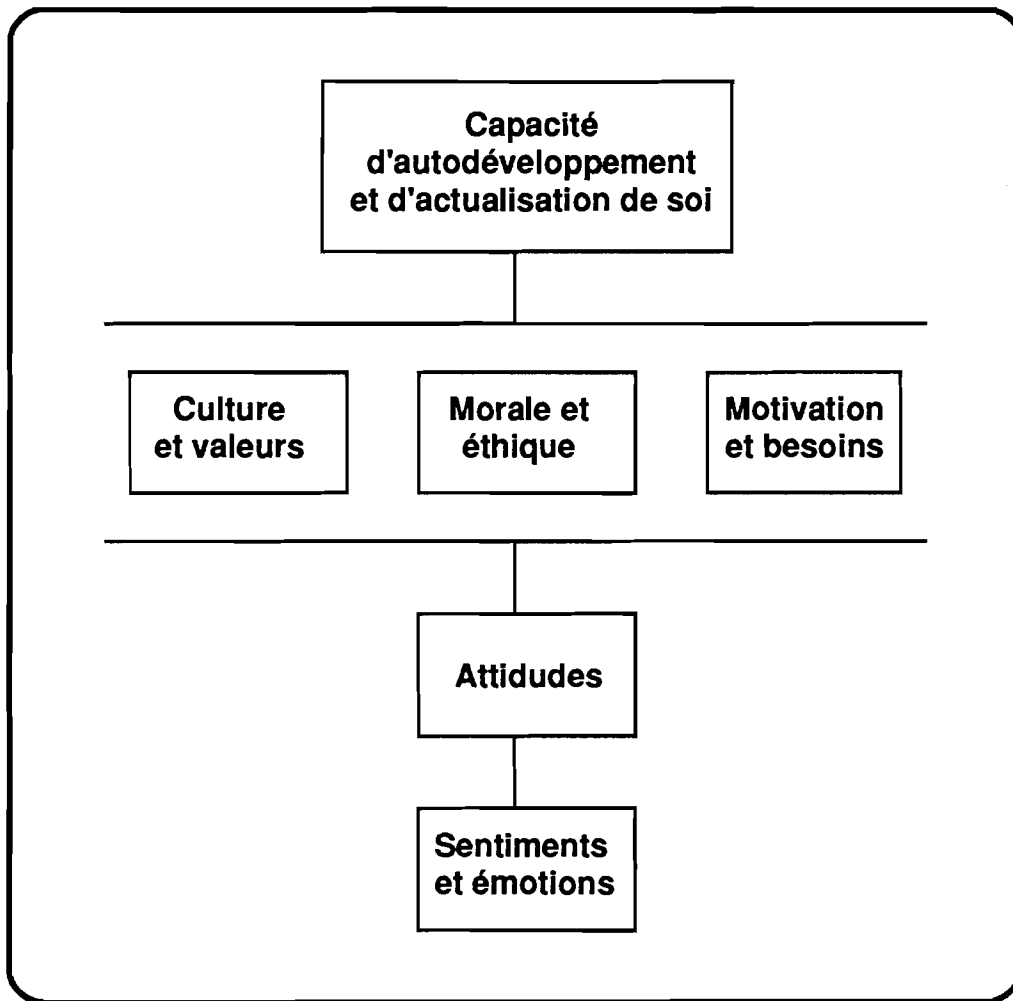 Capacité
d'autodéveloppement
et d'actualisation de soi
Culture
et valeurs
Morale et
éthique
Motivation
et besoins
Attidudes
Sentiments
et émotions